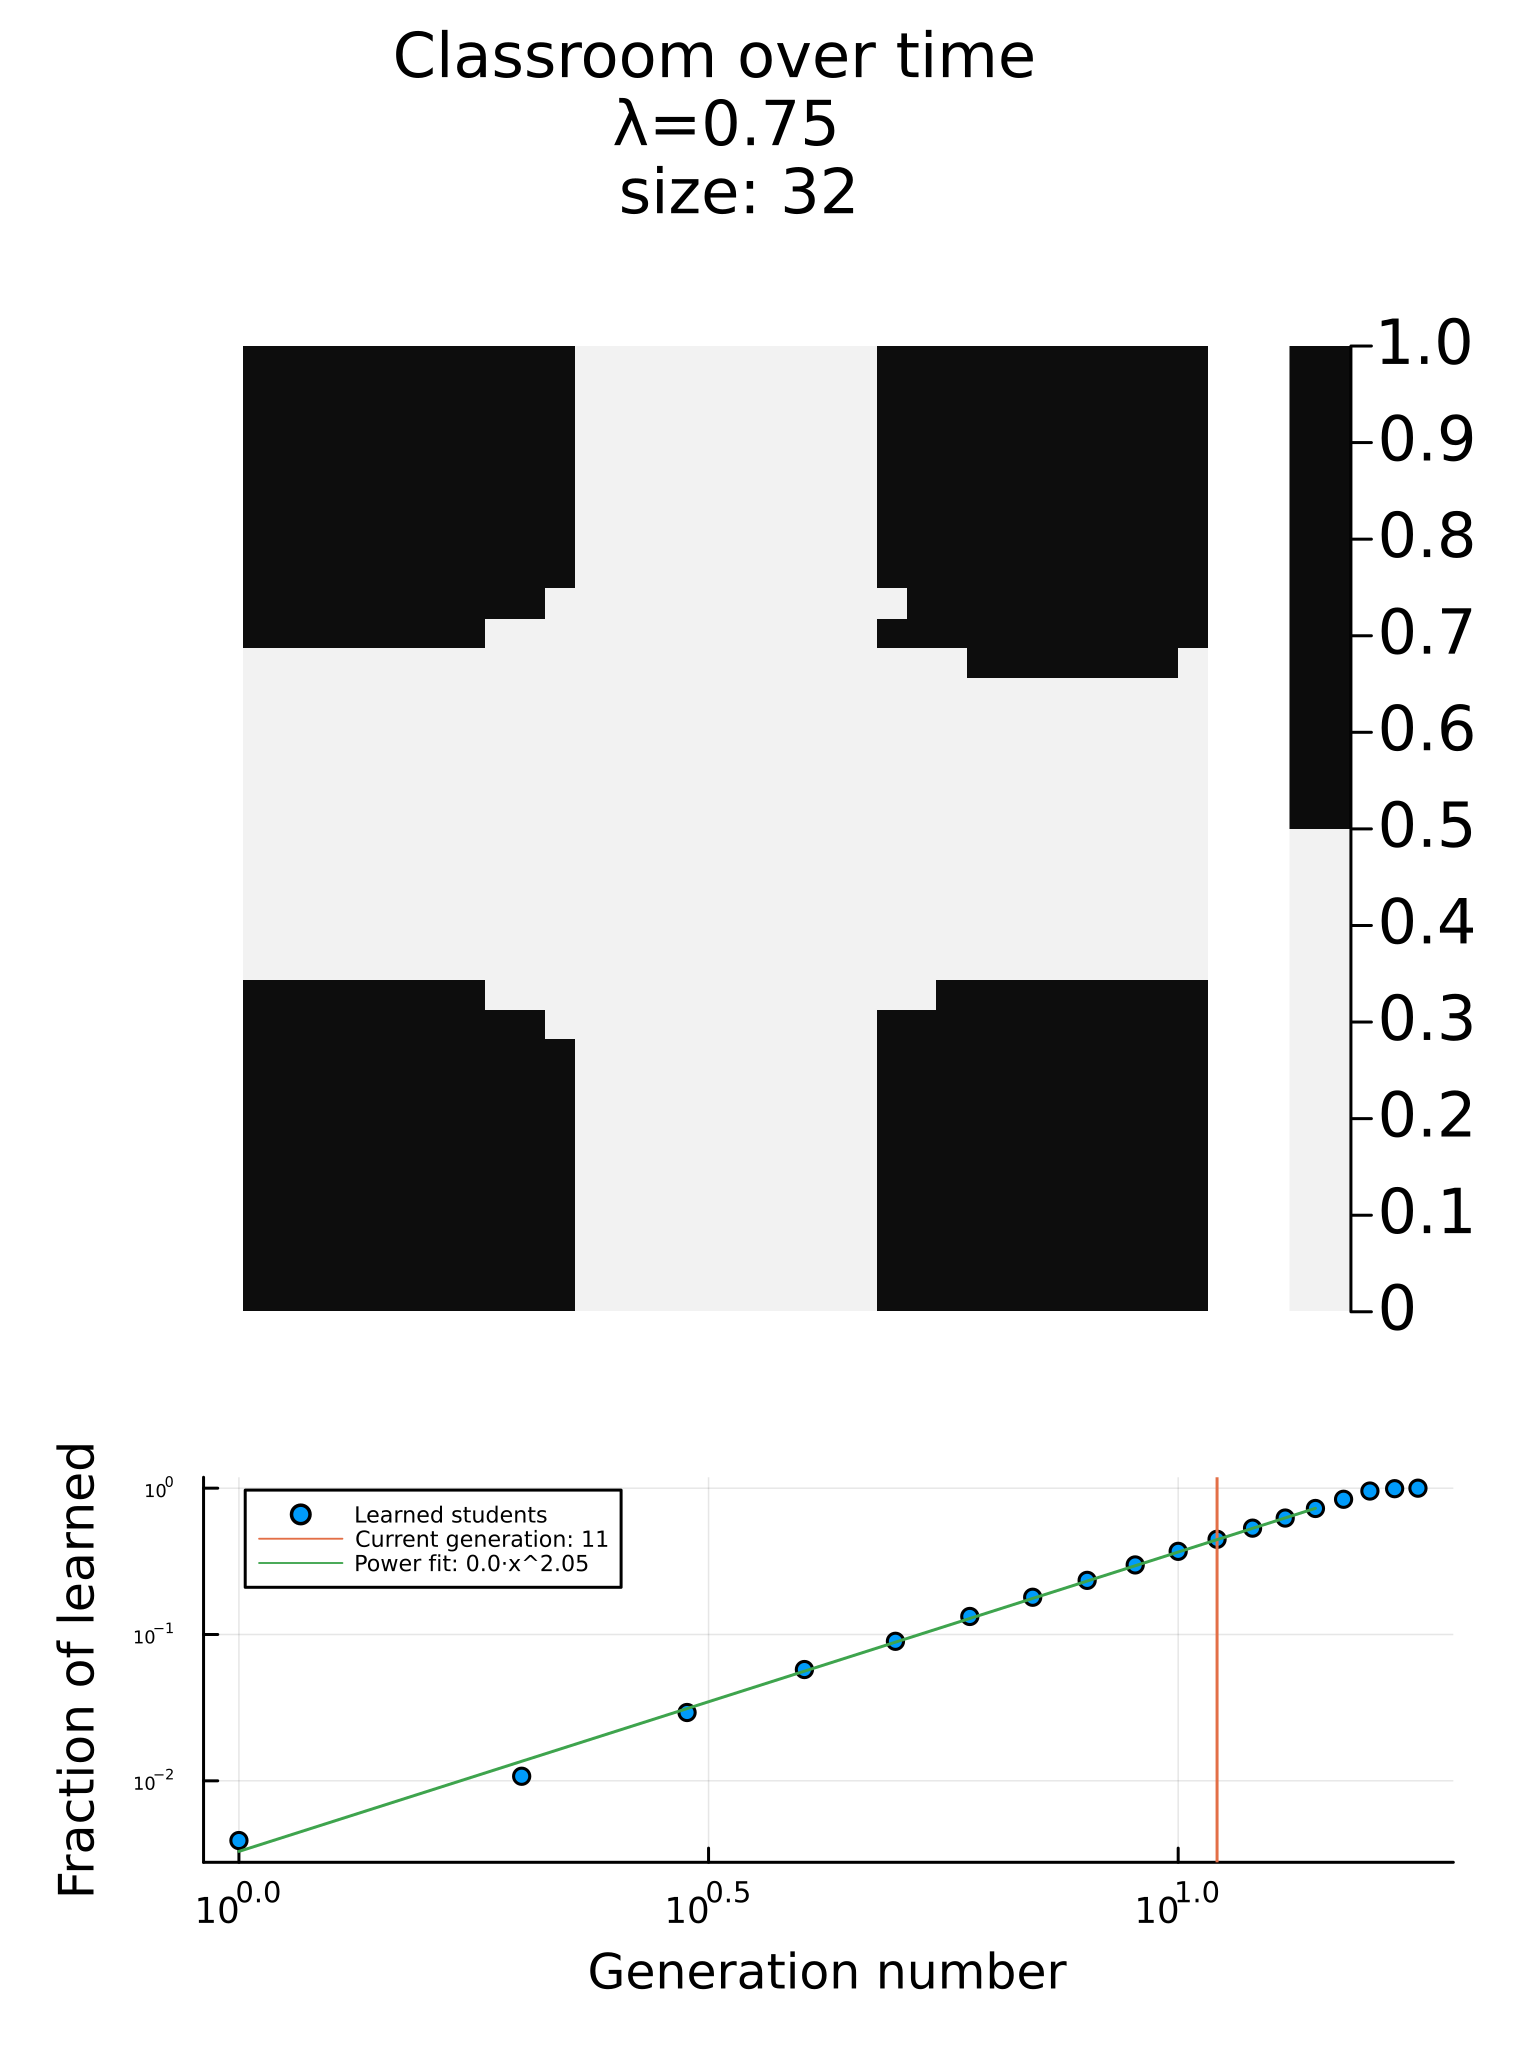 Classroom over time
λ=0.75
size: 32
1.0
0.9
0.8
0.7
0.6
0.5
0.4
0.3
0.2
0.1
0
Fraction of learned
10^0
10^−1
10^−2
Learned students
Current generation: 11
Power fit: 0.0·x^2.05
10^0.0 10^0.5 10^1.0
Generation number